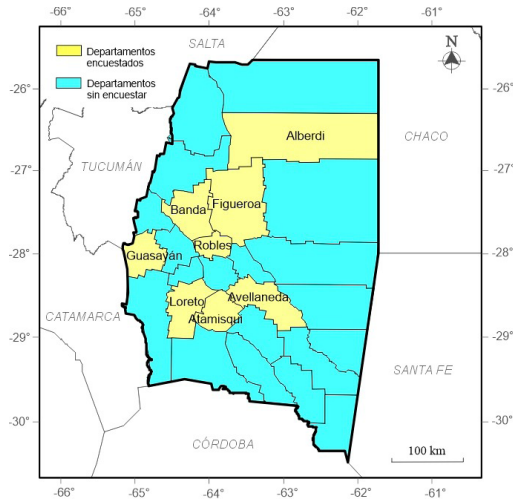 -66° -65° -64° -63° -62° -61°
SALTA
N
Departamentos
encuestados
Departamentos
sin encuestar
-26° -26°
Alberdi
CHACO
TUCUMÁN
-27° -27°
Banda Figueroa
Robles
-28° -28°
Guasayán
Loreto Avellaneda
Atamisqui
CATAMARCA
-29° -29°
SANTA FE
-30° -30°
CÓRDOBA
100 km
-66° -65° -64° -63° -62° -61°